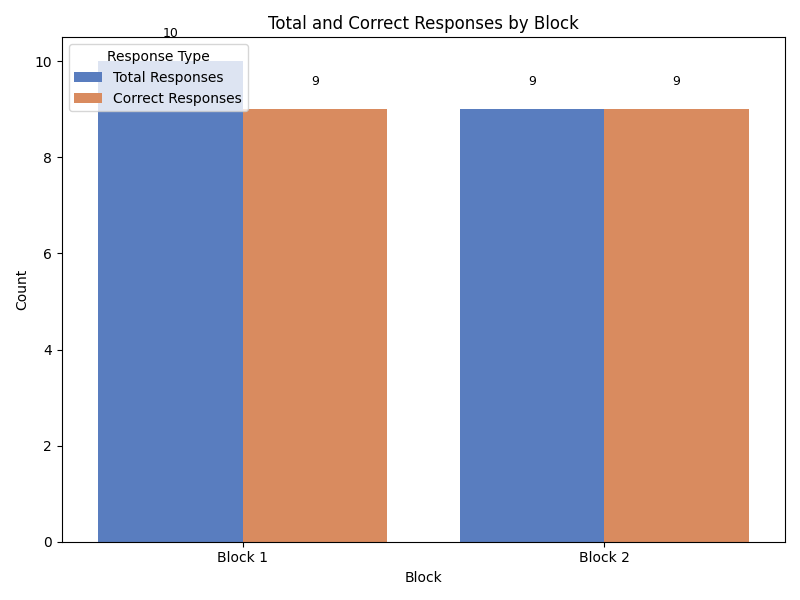 Total and Correct Responses by Block
10
Response Type
Total Responses
Correct Responses
9
9
9
10
8
6
4
2
0
Count
Block 1
Block 2
Block